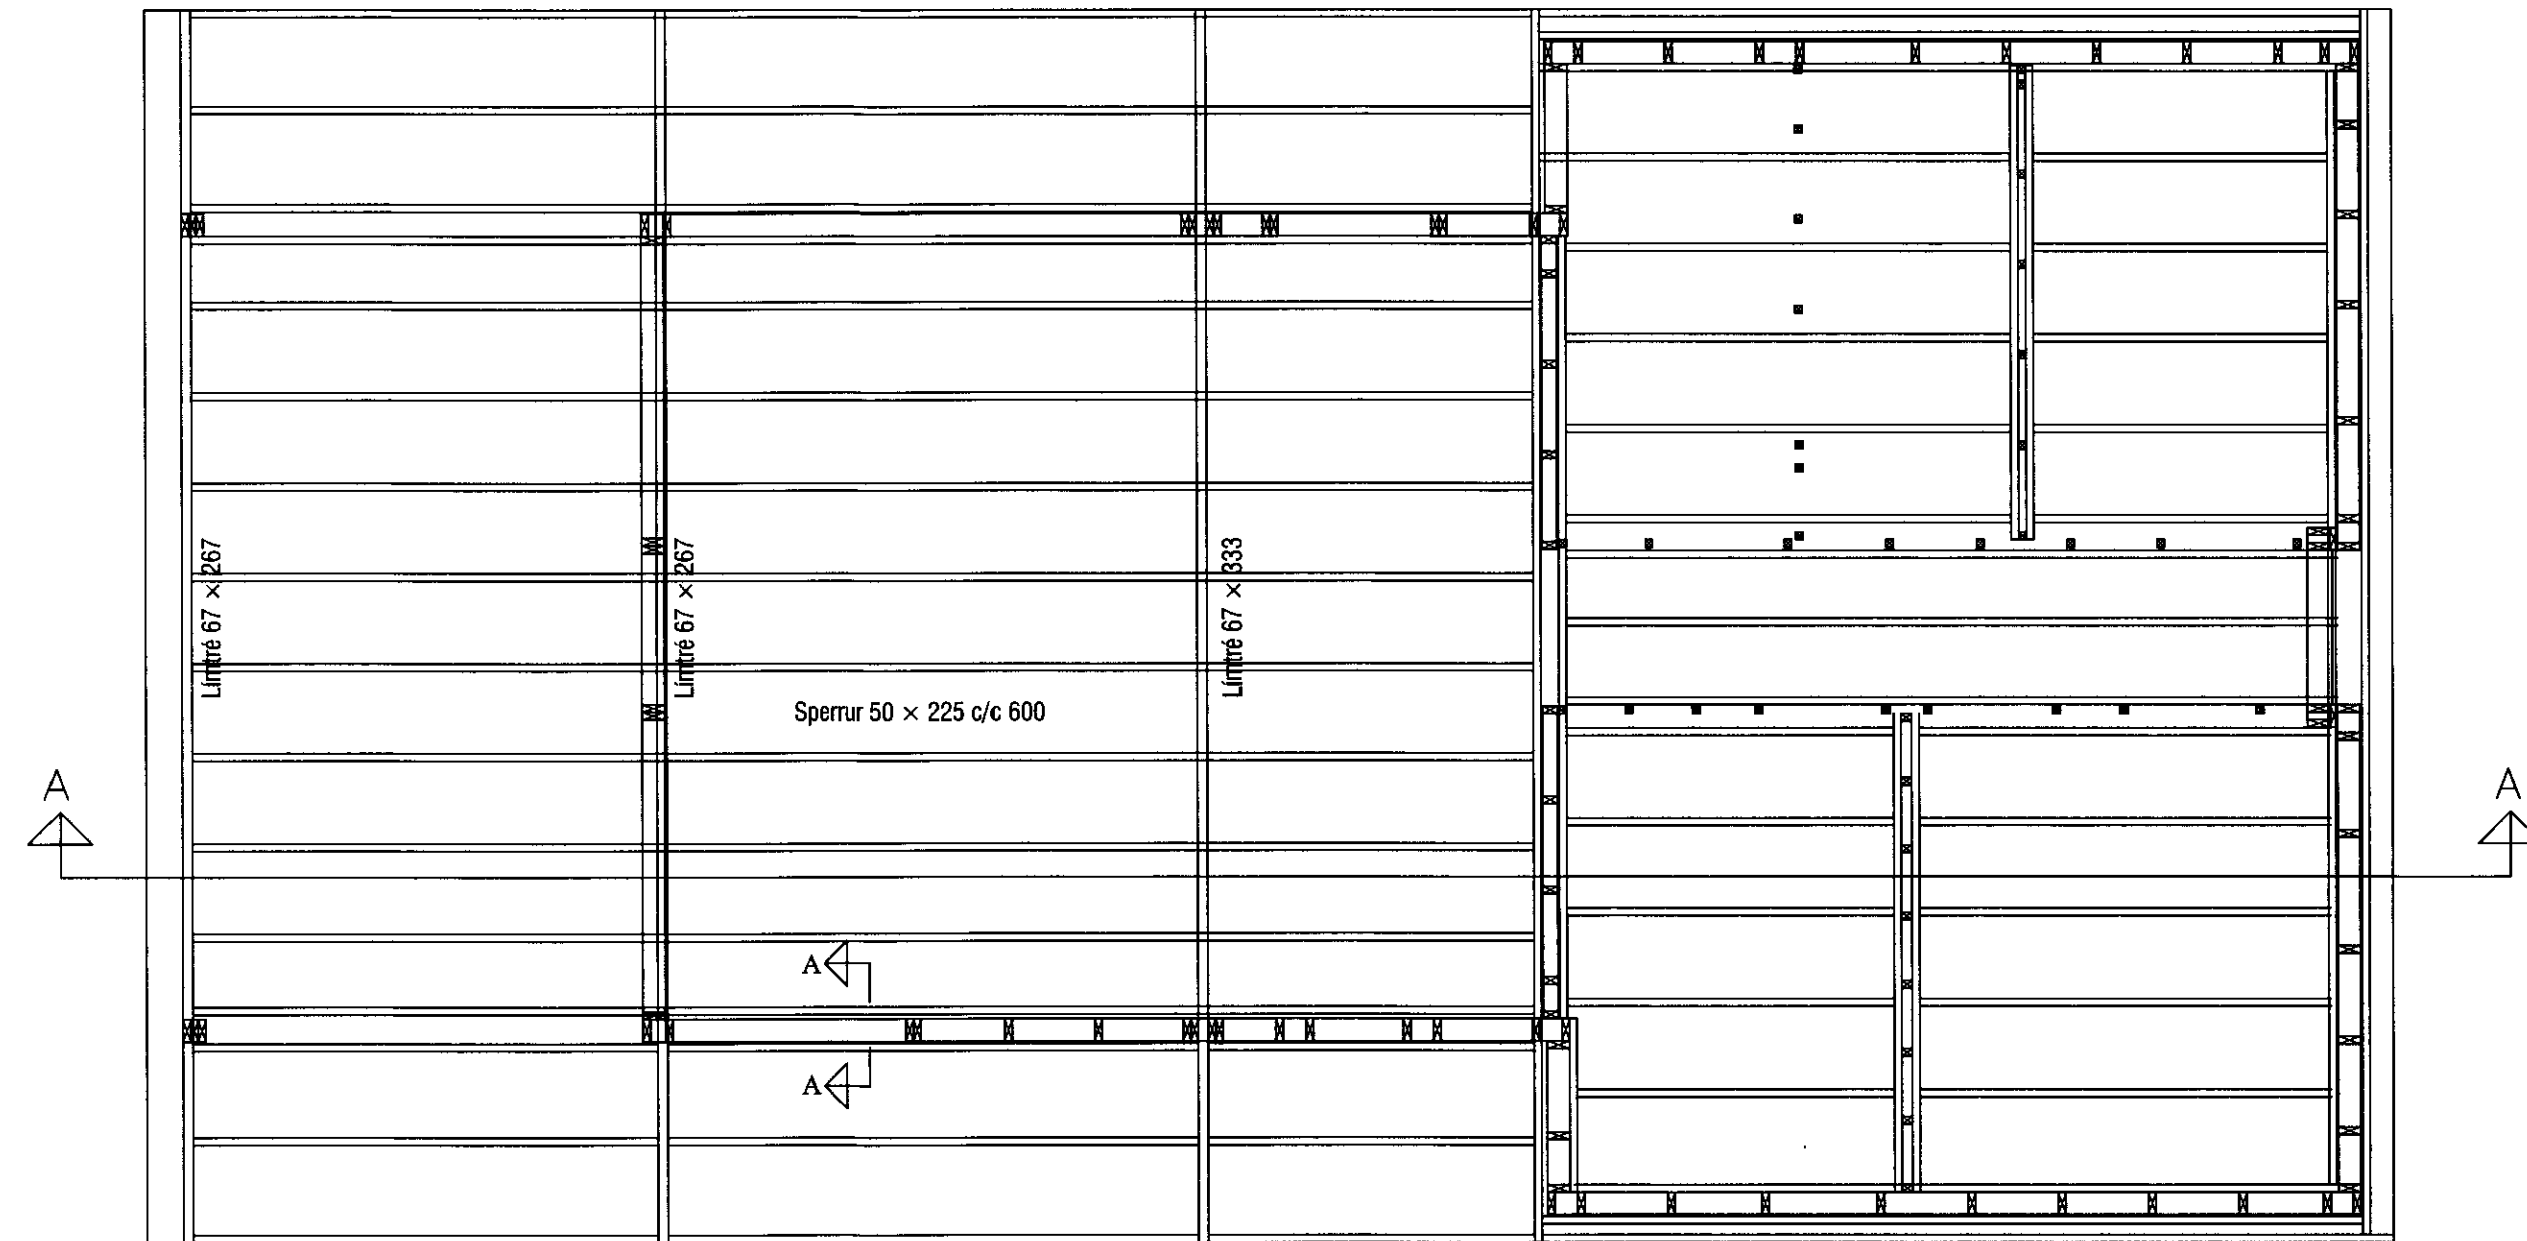 Límtré 67 × 267
Límtré 67 × 267
Límtré 67 × 333
Sperrur 50 × 225 c/c 600
A
A
A
A